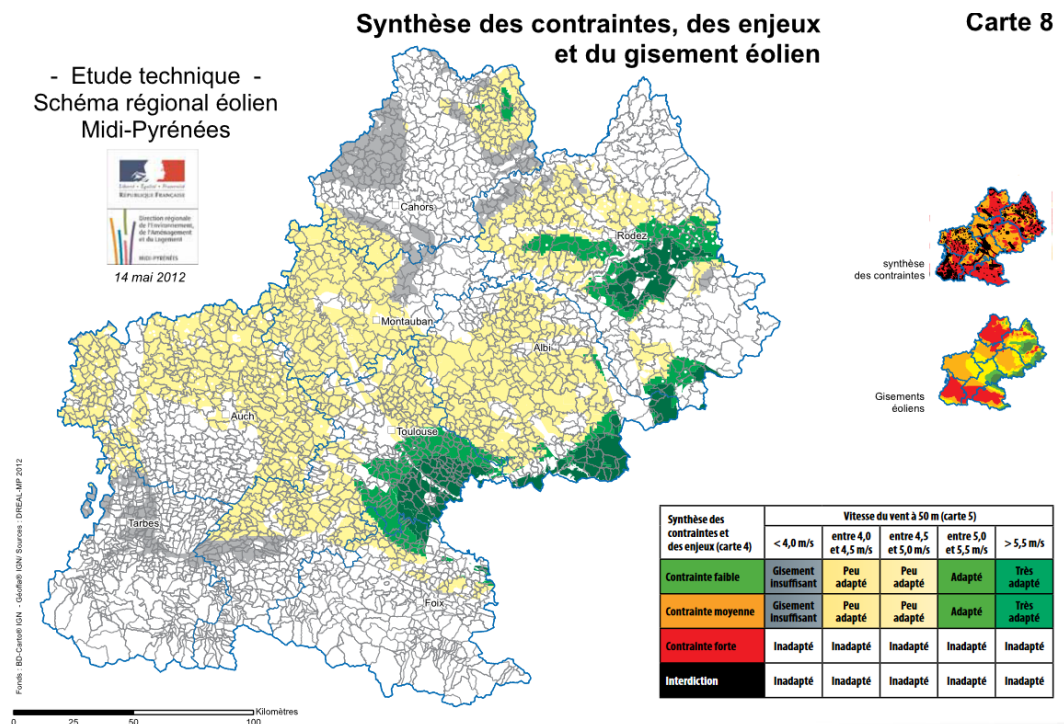 Synthèse des contraintes, des enjeux
et du gisement éolien
Carte 8
- Etude technique -
Schéma régional éolien
Midi-Pyrénées
Liberté • Égalité • Fraternité
RÉPUBLIQUE FRANÇAISE
Direction régionale
de l'Environnement,
de l'Aménagement
et du Logement
MIDI-PYRÉNÉES
14 mai 2012
Cahors
Rodez
Montauban
Albi
Auch
Toulouse
Tarbes
Foix
synthèse
des contraintes
Gisements
éoliens
Synthèse des
contraintes et
des enjeux (carte 4)
Vitesse du vent à 50 m (carte 5)
< 4,0 m/s
entre 4,0
et 4,5 m/s
entre 4,5
et 5,0 m/s
entre 5,0
et 5,5 m/s
> 5,5 m/s
Contrainte faible
Gisement
insuffisant
Peu
adapté
Peu
adapté
Adapté
Très
adapté
Contrainte moyenne
Gisement
insuffisant
Peu
adapté
Peu
adapté
Adapté
Très
adapté
Contrainte forte
Inadapté
Inadapté
Inadapté
Inadapté
Inadapté
Interdiction
Inadapté
Inadapté
Inadapté
Inadapté
Inadapté
Fonds : BD-Carto® IGN - Géofla® IGN/ Sources : DREAL-MP 2012
Kilomètres
0 25 50 100